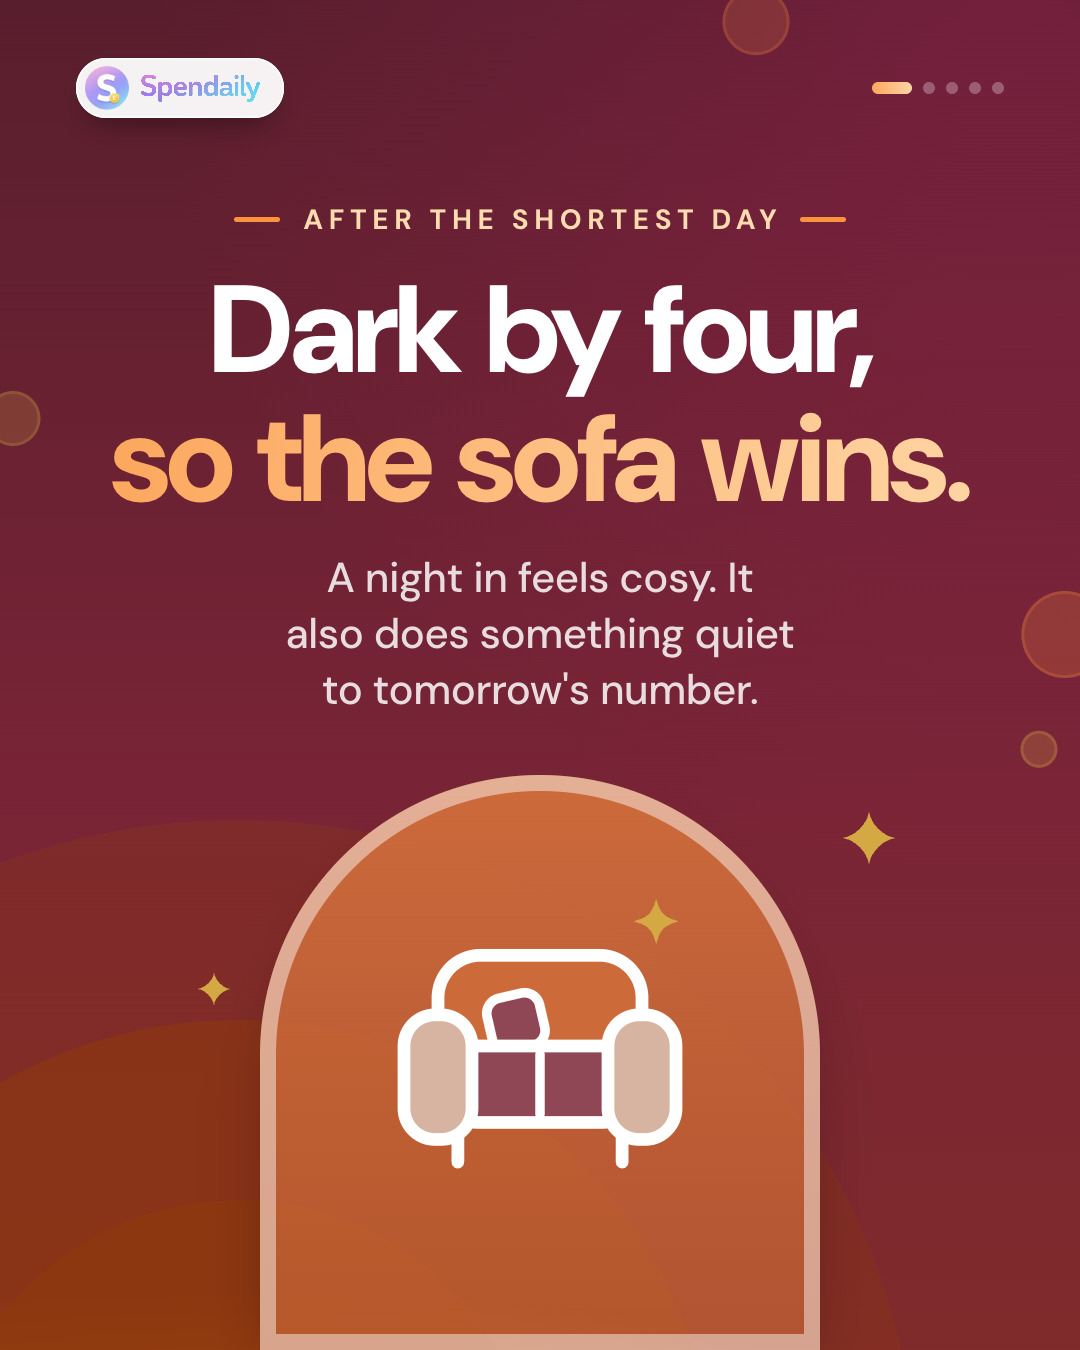 Spendaily
AFTER THE SHORTEST DAY
Dark by four,
so the sofa wins.
A night in feels cosy. It
also does something quiet
to tomorrow's number.